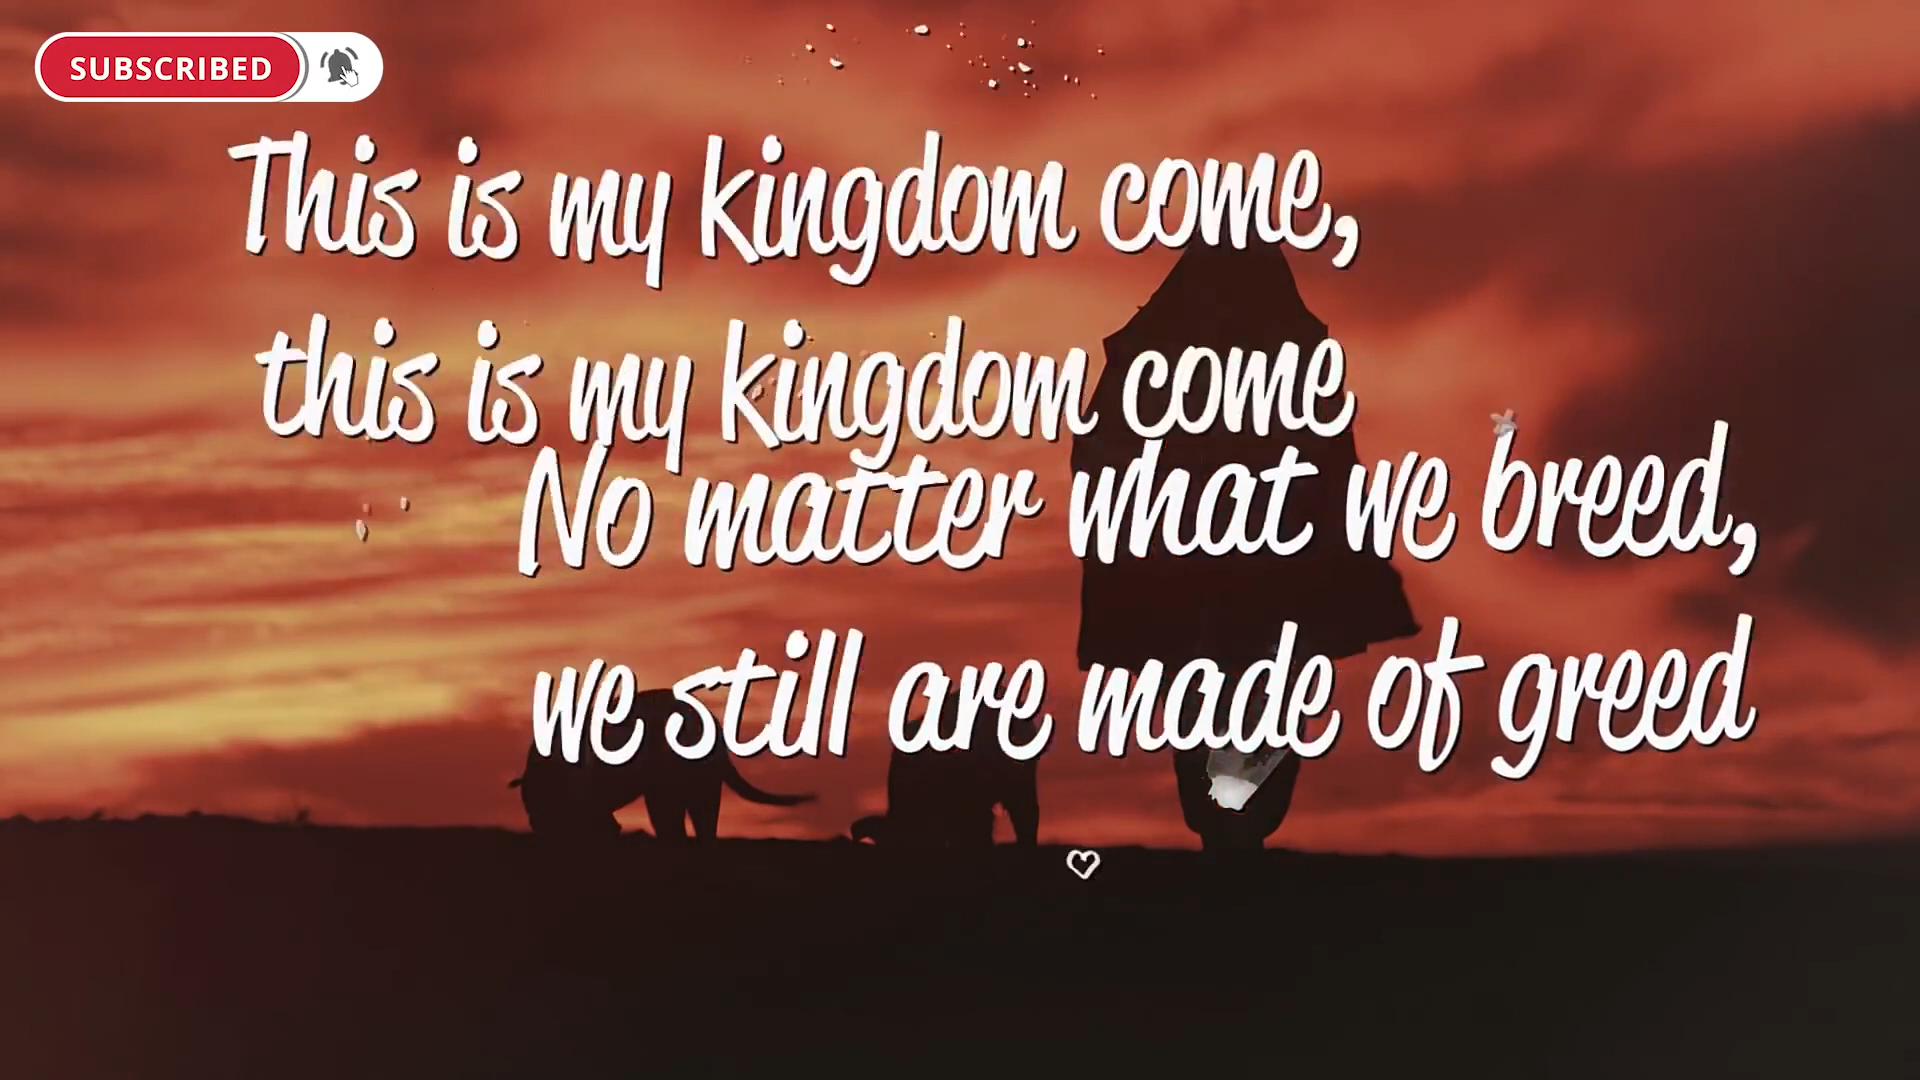 SUBSCRIBED
This is my kingdom come,
this is my kingdom come
No matter what we breed,
we still are made of greed